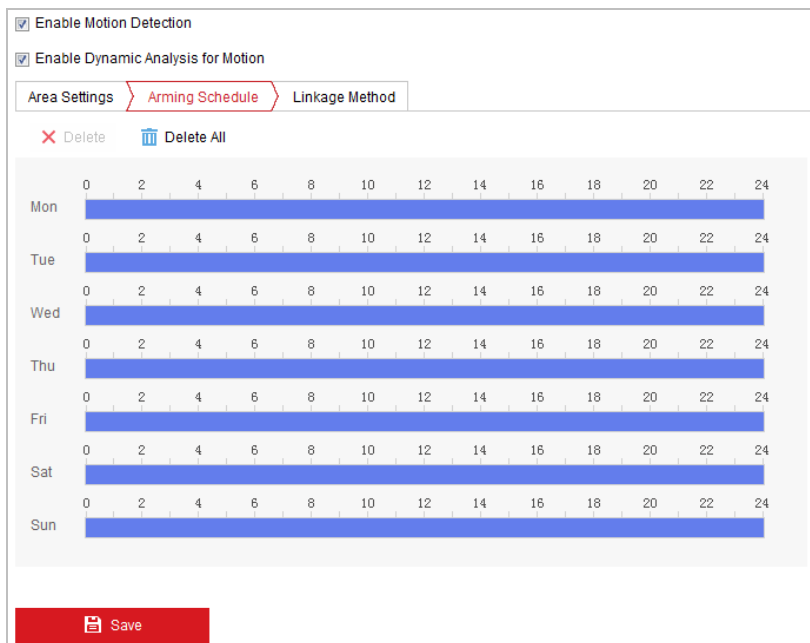 Enable Motion Detection
Enable Dynamic Analysis for Motion
Area Settings Arming Schedule Linkage Method
Delete Delete All
0 2 4 6 8 10 12 14 16 18 20 22 24
Mon
0 2 4 6 8 10 12 14 16 18 20 22 24
Tue
0 2 4 6 8 10 12 14 16 18 20 22 24
Wed
0 2 4 6 8 10 12 14 16 18 20 22 24
Thu
0 2 4 6 8 10 12 14 16 18 20 22 24
Fri
0 2 4 6 8 10 12 14 16 18 20 22 24
Sat
0 2 4 6 8 10 12 14 16 18 20 22 24
Sun
Save